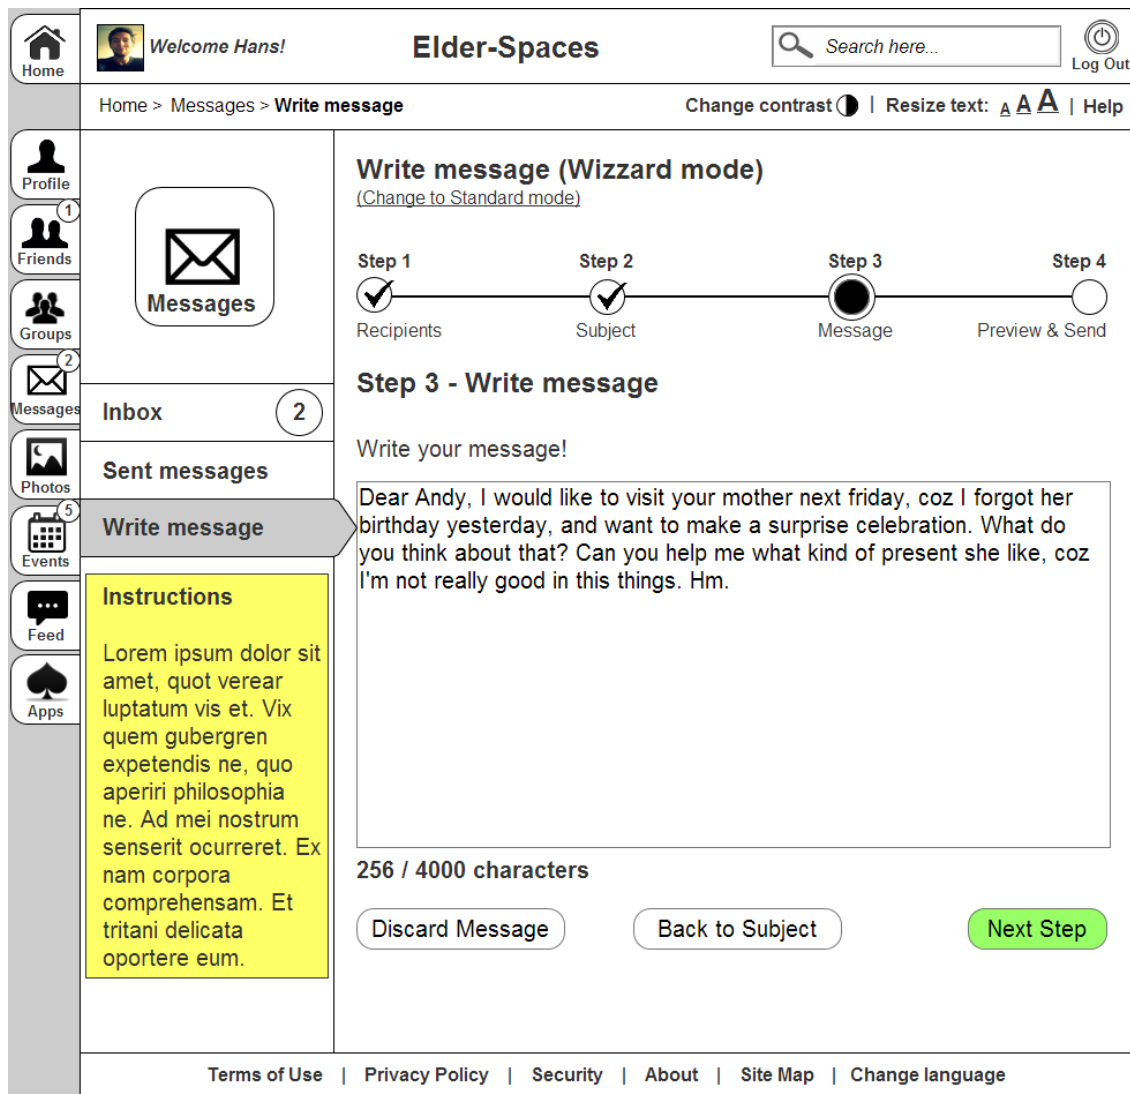 Home
Welcome Hans!
Elder-Spaces
Search here...
Log Out
Home > Messages > Write message
Change contrast | Resize text: A A A | Help
Profile
1
Friends
Groups
2
Messages
Photos
5
Events
Feed
Apps
Messages
Inbox 2
Sent messages
Write message
Instructions
Lorem ipsum dolor sit
amet, quot verear
luptatum vis et. Vix
quem gubergren
expetendis ne, quo
aperiri philosophia
ne. Ad mei nostrum
senserit ocurreret. Ex
nam corpora
comprehensam. Et
tritani delicata
oportere eum.
Write message (Wizzard mode)
(Change to Standard mode)
Step 1 Step 2 Step 3 Step 4
Recipients Subject Message Preview & Send
Step 3 - Write message
Write your message!
Dear Andy, I would like to visit your mother next friday, coz I forgot her
birthday yesterday, and want to make a surprise celebration. What do
you think about that? Can you help me what kind of present she like, coz
I'm not really good in this things. Hm.
256 / 4000 characters
Discard Message Back to Subject Next Step
Terms of Use | Privacy Policy | Security | About | Site Map | Change language